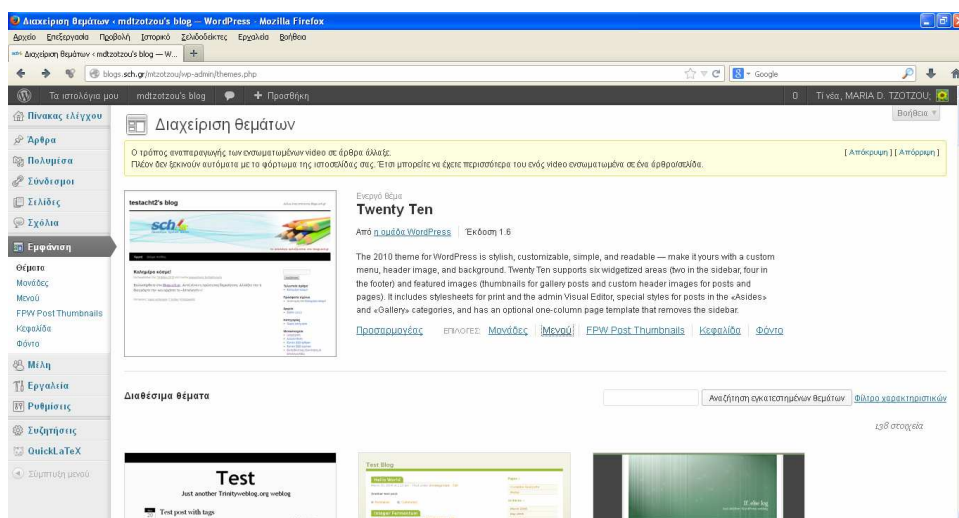 Διαχείριση θεμάτων ‹ mdtzotzou's blog — WordPress - Mozilla Firefox
Αρχείο Επεξεργασία Προβολή Ιστορικό Σελιδοδείκτες Εργαλεία Βοήθεια
Διαχείριση θεμάτων ‹ mdtzotzou's blog — W...
blogs.sch.gr/mtzotzou/wp-admin/themes.php
Google
Τα ιστολόγια μου mdtzotzou's blog + Προσθήκη 0 Τί νέα, MARIA D. TZOTZOU;
Πίνακας ελέγχου
Άρθρα
Πολυμέσα
Σύνδεσμοι
Σελίδες
Σχόλια
Εμφάνιση
Θέματα
Μονάδες
Μενού
FPW Post Thumbnails
Κεφαλίδα
Φόντο
Μέλη
Εργαλεία
Ρυθμίσεις
Συζητήσεις
QuickLaTeX
Σύμπτυξη μενού
Βοήθεια
Διαχείριση θεμάτων
Ο τρόπος αναπαραγωγής των ενσωματωμένων video σε άρθρα άλλαξε. [ Απόκρυψη ] [ Απόρριψη ]
Πλέον δεν ξεκινούν αυτόματα με το φόρτωμα της ιστοσελίδας σας. Έτσι μπορείτε να έχετε περισσότερα του ενός video ενσωματωμένα σε ένα άρθρο/σελίδα.
testacht2's blog
sch
Καλημέρα κόσμε!
Ενεργό θέμα
Twenty Ten
Από η ομάδα WordPress Έκδοση 1.6
The 2010 theme for WordPress is stylish, customizable, simple, and readable — make it yours with a custom
menu, header image, and background. Twenty Ten supports six widgetized areas (two in the sidebar, four in
the footer) and featured images (thumbnails for gallery posts and custom header images for posts and
pages). It includes stylesheets for print and the admin Visual Editor, special styles for posts in the «Asides»
and «Gallery» categories, and has an optional one-column page template that removes the sidebar.
Προσαρμογέας ΕΠΙΛΟΓΕΣ: Μονάδες Μενού FPW Post Thumbnails Κεφαλίδα Φόντο
Διαθέσιμα θέματα
Αναζήτηση εγκατεστημένων θεμάτων Φίλτρο χαρακτηριστικών
138 στοιχεία
Test
Just another Trinityweblog.org weblog
Test post with tags
Test Blog
Hello World
Integer Fermentum